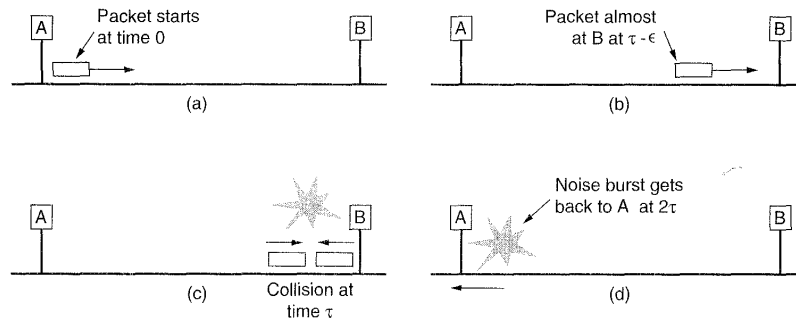 A
Packet starts
at time 0
B
(a)
A
Packet almost
at B at τ - ϵ
B
(b)
A
B
Collision at
time τ
(c)
A
Noise burst gets
back to A at 2τ
B
(d)